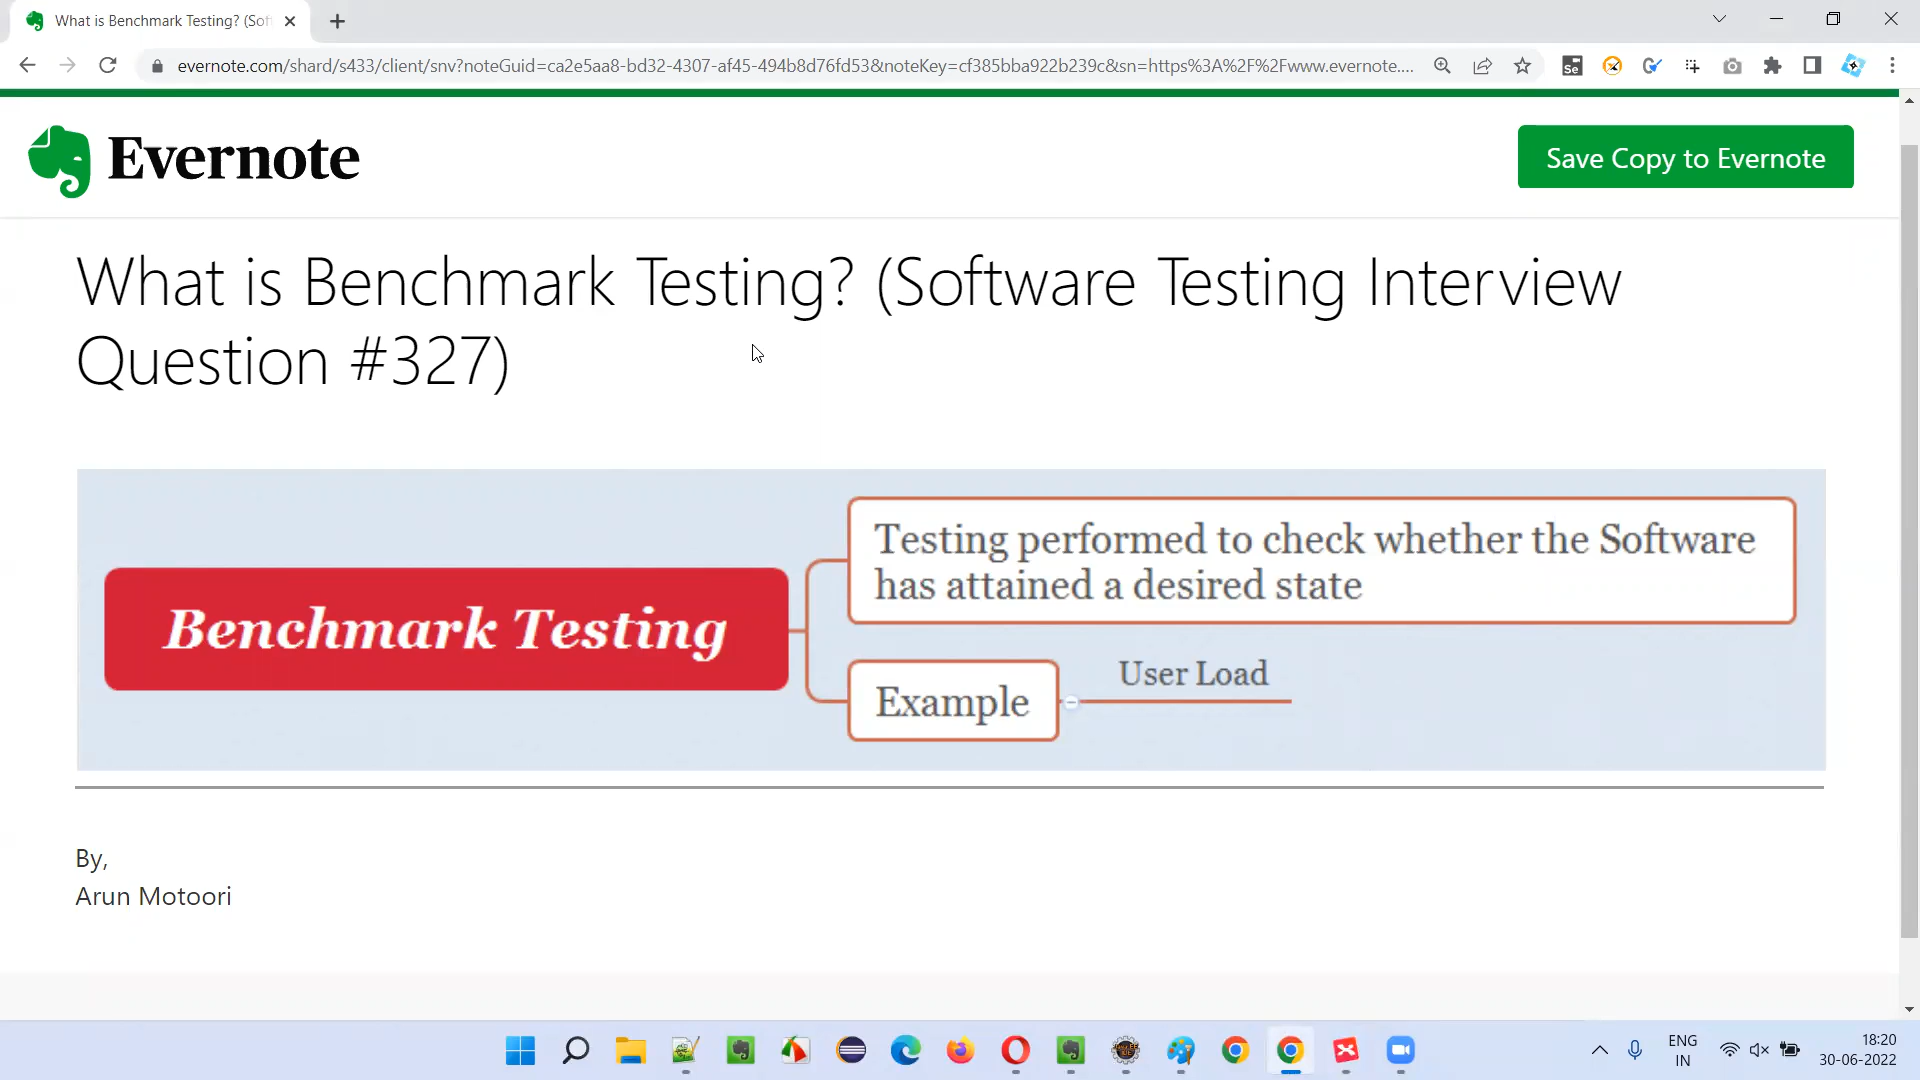 What is Benchmark Testing? (Sof
evernote.com/shard/s433/client/snv?noteGuid=ca2e5aa8-bd32-4307-af45-494b8d76fd53&noteKey=cf385bba922b239c&sn=https%3A%2F%2Fwww.evernote....
Evernote
Save Copy to Evernote
What is Benchmark Testing? (Software Testing Interview
Question #327)
Benchmark Testing
Testing performed to check whether the Software
has attained a desired state
Example
User Load
By,
Arun Motoori
ENG
IN
18:20
30-06-2022